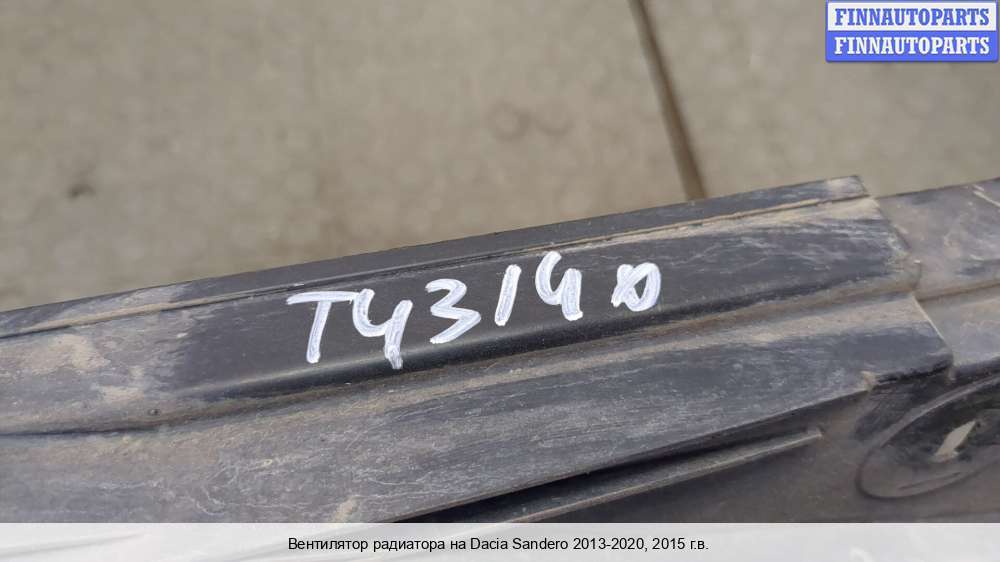 FINNAUTOPARTS
FINNAUTOPARTS
T4314
Вентилятор радиатора на Dacia Sandero 2013-2020, 2015 г.в.